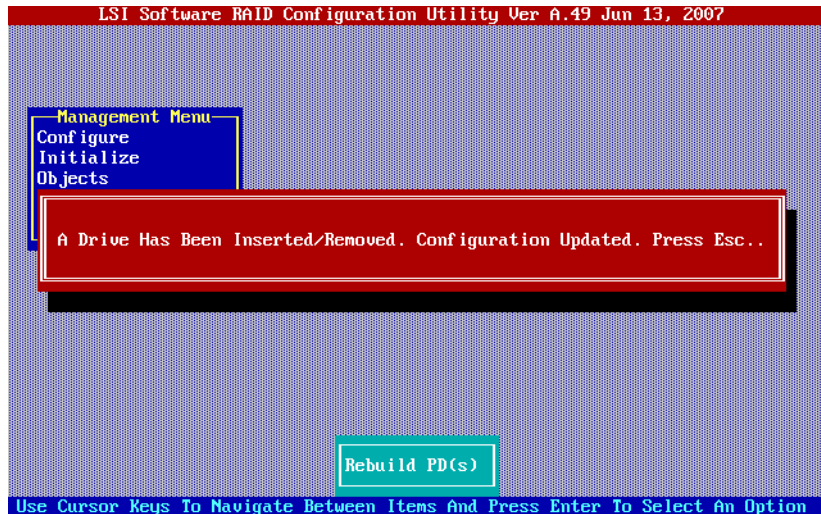 LSI Software RAID Configuration Utility Ver A.49 Jun 13, 2007
Management Menu
Configure
Initialize
Objects
A Drive Has Been Inserted/Removed. Configuration Updated. Press Esc..
Rebuild PD(s)
Use Cursor Keys To Navigate Between Items And Press Enter To Select An Option